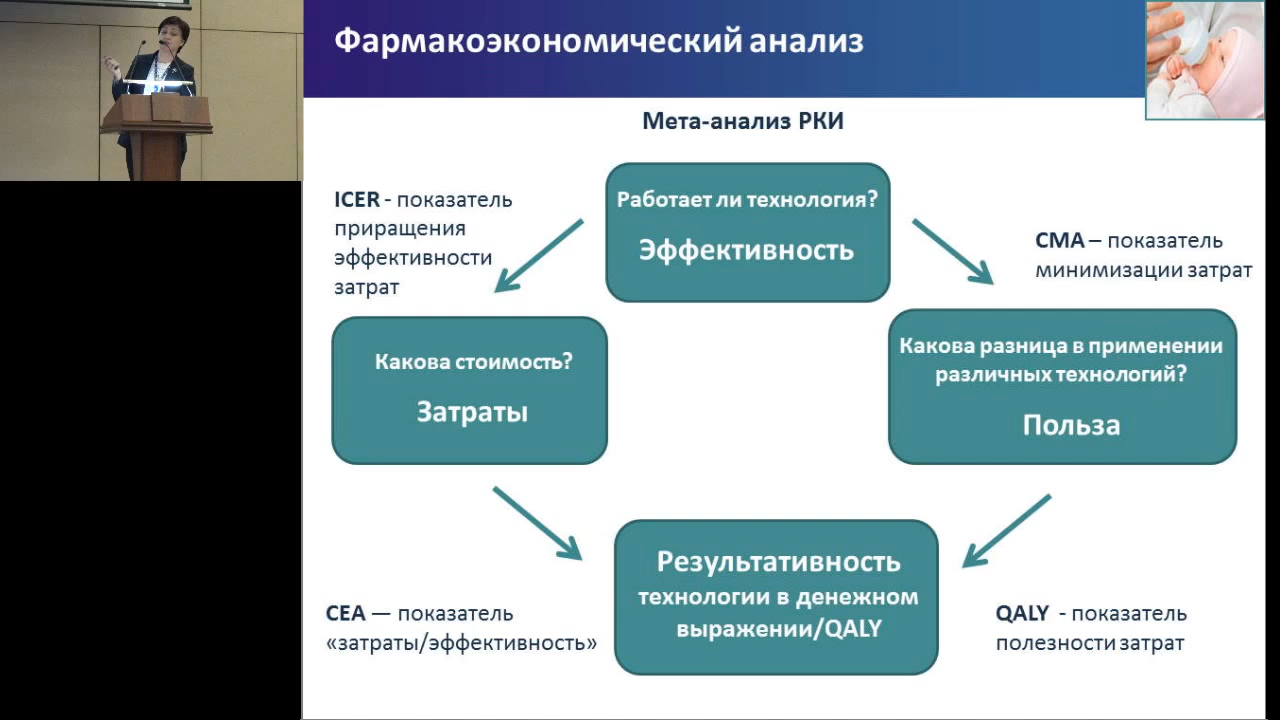 Фармакоэкономический анализ
Мета-анализ РКИ
ICER - показатель
приращения
эффективности
затрат
Работает ли технология?
Эффективность
CMA – показатель
минимизации затрат
Какова стоимость?
Затраты
Какова разница в применении
различных технологий?
Польза
Результативность
технологии в денежном
выражении/QALY
CEA — показатель
«затраты/эффективность»
QALY - показатель
полезности затрат